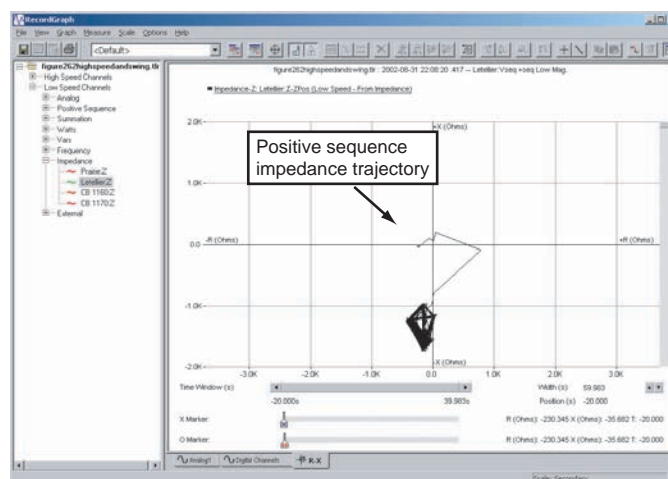 RecordGraph
File View Graph Measure Scale Options Help
<Default>
figure262highspeedandswing.tlr
High Speed Channels
Low Speed Channels
Analog
Positive Sequence
Summation
Watts
Vars
Frequency
Impedance
Prairie:Z
Letellier:Z
CB 1160:Z
CB 1170:Z
External
figure262highspeedandswing.tlr : 2002-08-31 22:08:20 .417 -- Letellier:Vseq +seq Low Mag.
Impedance-Z: Letellier:Z-ZPos (Low Speed - From Impedance)
Positive sequence
impedance trajectory
2.0K
+X (Ohms)
1.0K
0.0
-R (Ohms)
+R (Ohms)
-1.0K
-X (Ohms)
-2.0K
-3.0K -2.0K -1.0K 0.0 1.0K 2.0K 3.0K
Time Window (s)
Width (s) 59.983
-20.000s 39.983s
Position (s) -20.000
X Marker:
R (Ohms): -230.345 X (Ohms): -35.682 T: -20.000
O Marker:
R (Ohms): -230.345 X (Ohms): -35.682 T: -20.000
Analog1 Digital Channels R-X
Scale: Secondary